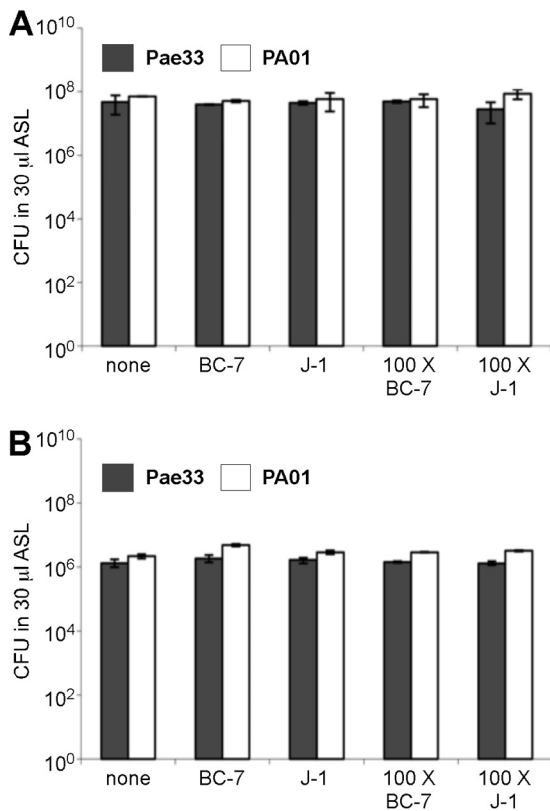 A
10^10
Pae33 PA01
10^8
10^6
10^4
10^2
10^0
CFU in 30 µl ASL
none BC-7 J-1 100 X 100 X
BC-7 J-1
B
10^10
Pae33 PA01
10^8
10^6
10^4
10^2
10^0
CFU in 30 µl ASL
none BC-7 J-1 100 X 100 X
BC-7 J-1